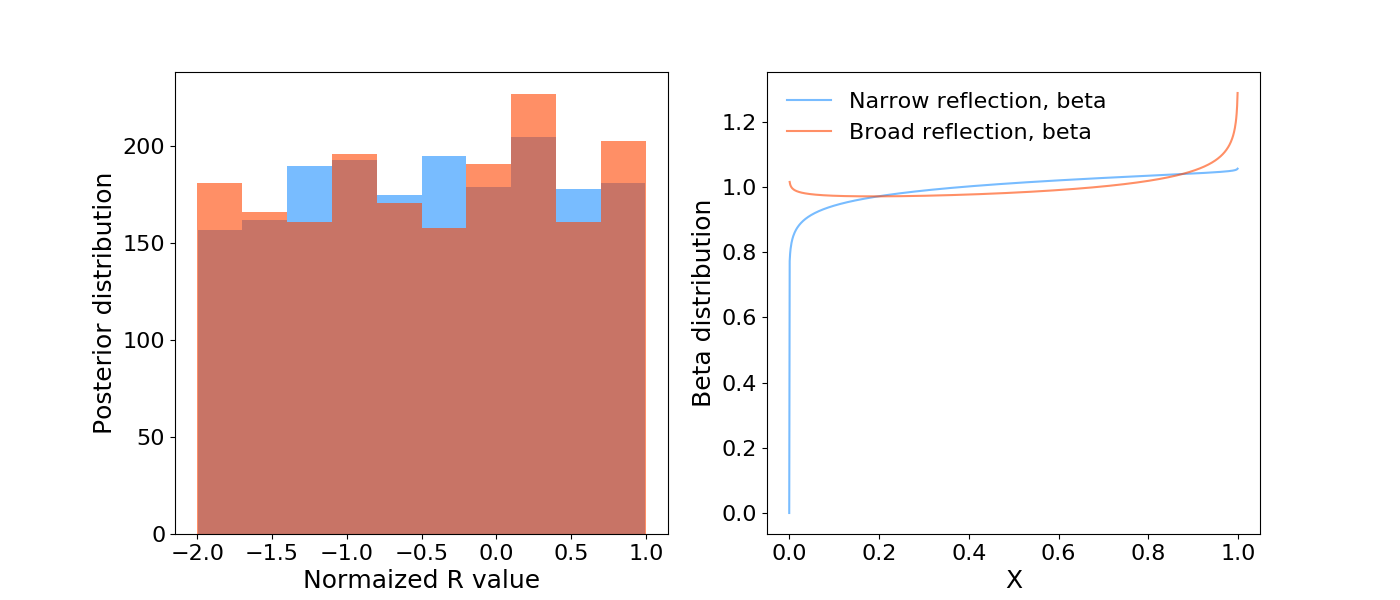 Posterior distribution
200
150
100
50
0
−2.0 −1.5 −1.0 −0.5 0.0 0.5 1.0
Normaized R value
Narrow reflection, beta
Broad reflection, beta
Beta distribution
1.2
1.0
0.8
0.6
0.4
0.2
0.0
0.0 0.2 0.4 0.6 0.8 1.0
X